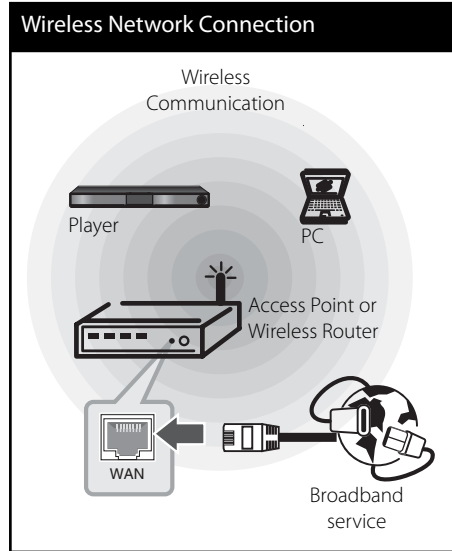 Wireless Network Connection
Wireless
Communication
Player
PC
Access Point or
Wireless Router
WAN
Broadband
service